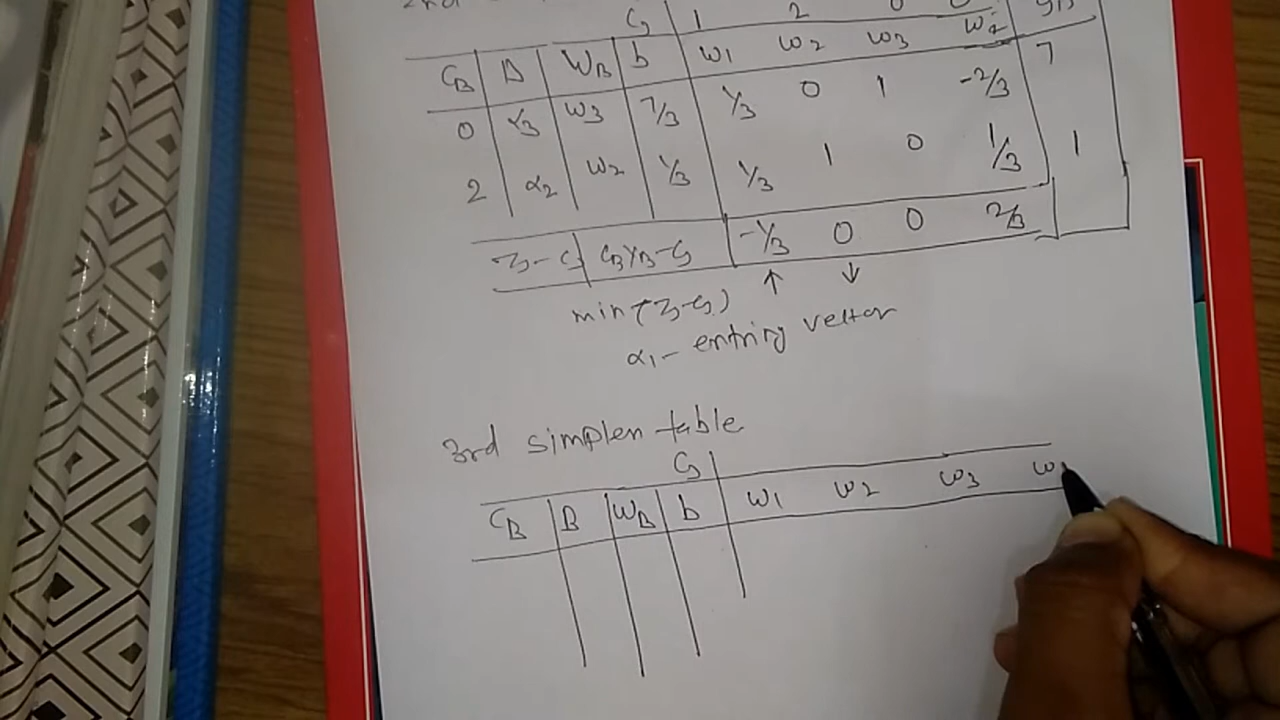 2nd
Cj 1 2 0 0
CB B WB b w1 w2 w3 w4
0 α3 w3 7/3 1/3 0 1 -2/3 7
2 α2 w2 1/3 1/3 1 0 1/3 1
zj-cj CBYB-Cj -1/3 0 0 2/3
min(zj-cj) ↑ ↓
α1 - entring vector
3rd simplex table
Cj
CB B WB b w1 w2 w3